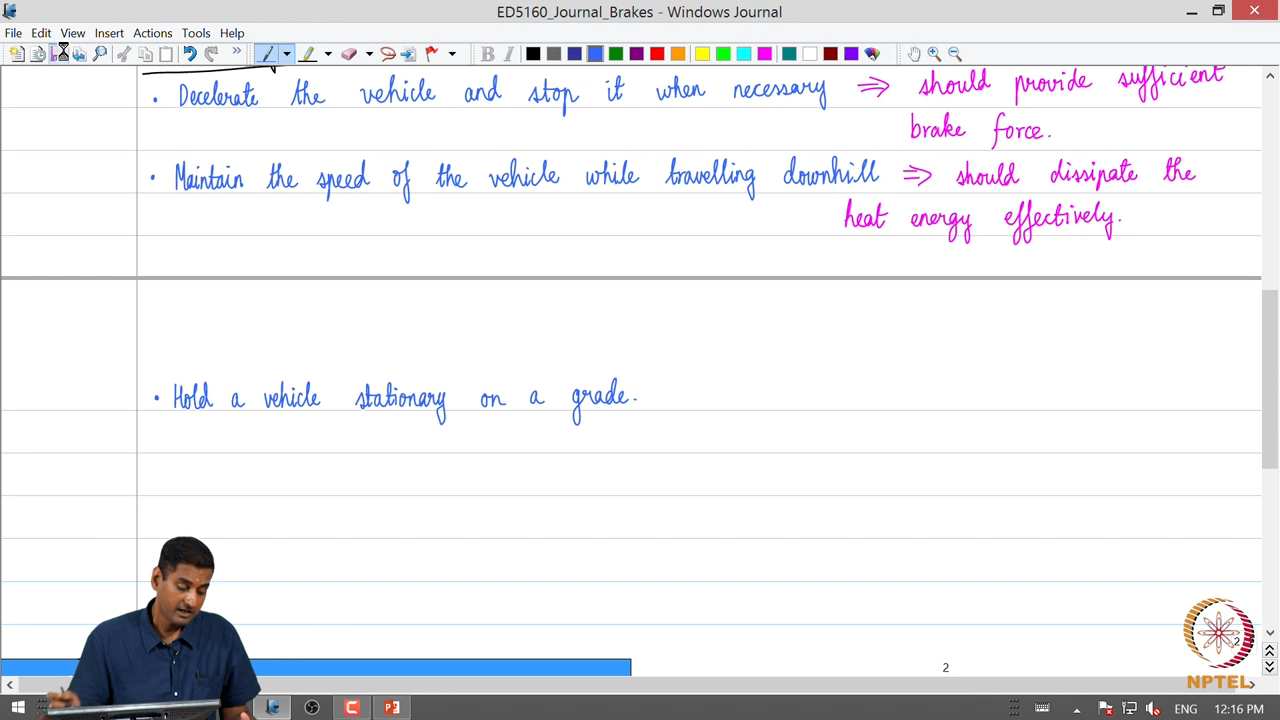 ED5160_Journal_Brakes - Windows Journal
File Edit View Insert Actions Tools Help
• Decelerate the vehicle and stop it when necessary ⇒ should provide sufficient
brake force.
• Maintain the speed of the vehicle while travelling downhill ⇒ should dissipate the
heat energy effectively.
• Hold a vehicle stationary on a grade.
2
2
NPTEL
ENG 12:16 PM